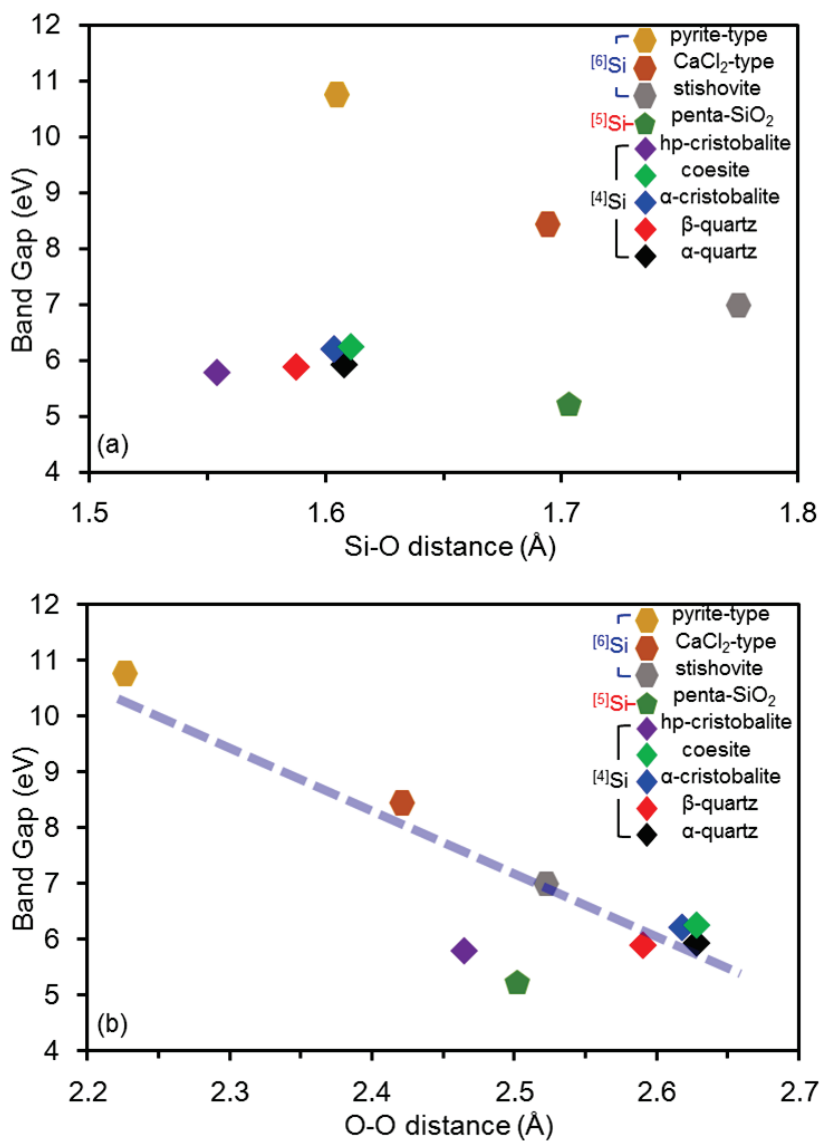 12
11
10
9
8
7
6
5
4
Band Gap (eV)
pyrite-type
[6]Si
CaCl2-type
stishovite
[5]Si
penta-SiO2
hp-cristobalite
coesite
[4]Si
α-cristobalite
β-quartz
α-quartz
(a)
1.5 1.6 1.7 1.8
Si-O distance (Å)
12
11
10
9
8
7
6
5
4
Band Gap (eV)
pyrite-type
[6]Si
CaCl2-type
stishovite
[5]Si
penta-SiO2
hp-cristobalite
coesite
[4]Si
α-cristobalite
β-quartz
α-quartz
(b)
2.2 2.3 2.4 2.5 2.6 2.7
O-O distance (Å)